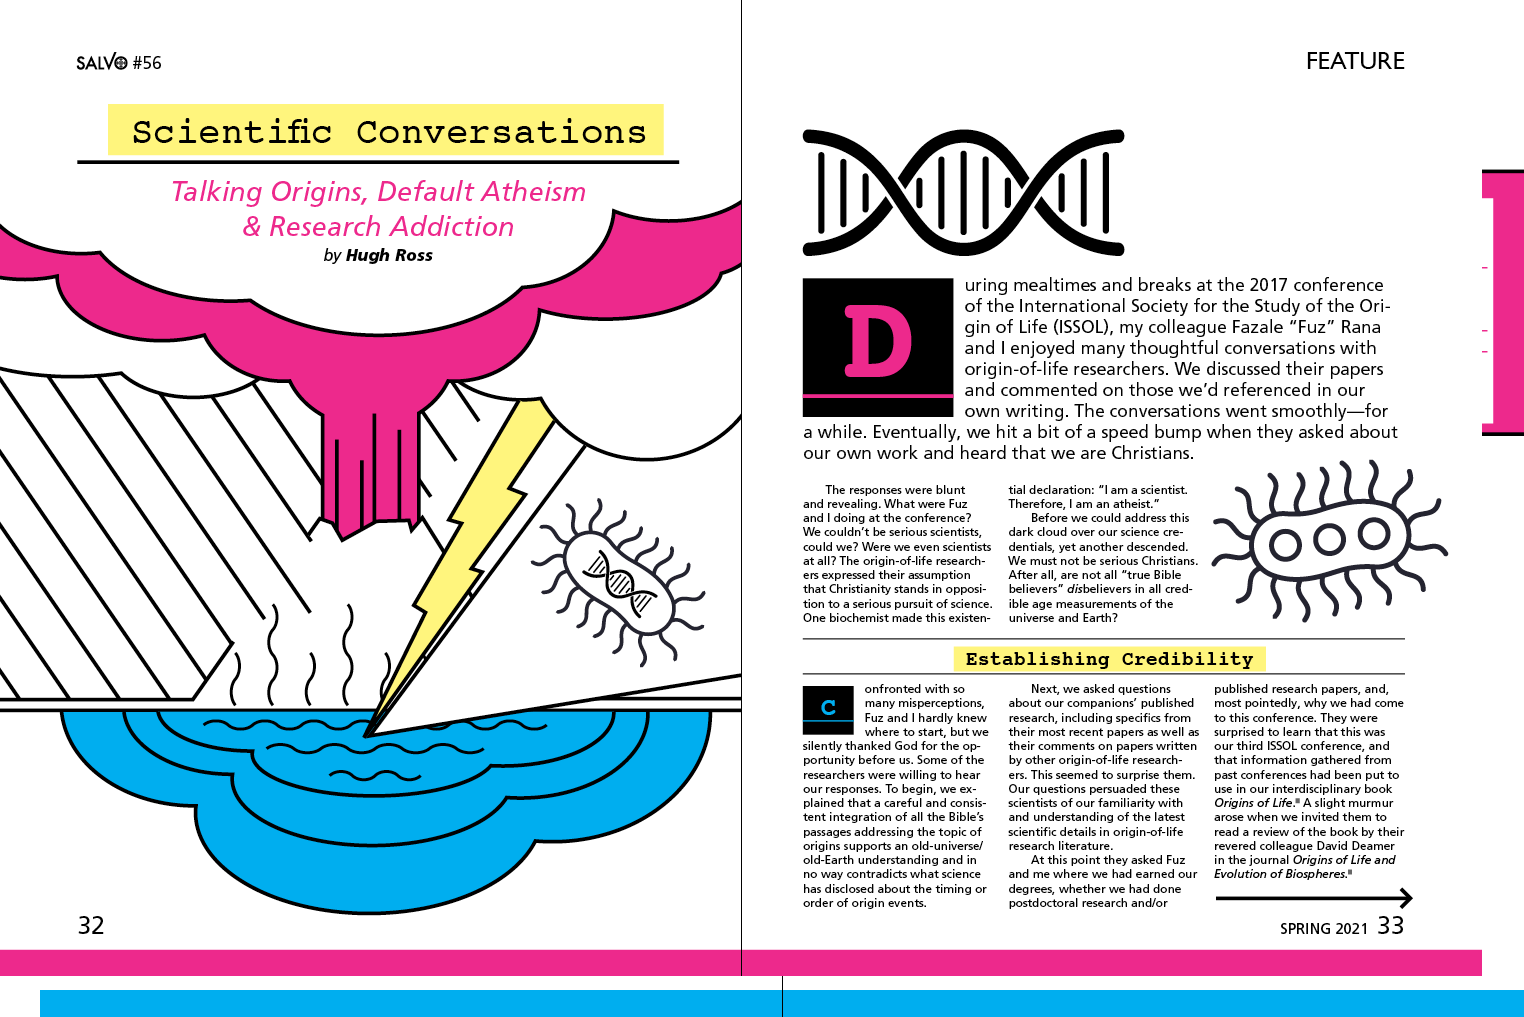 SALVO #56
Scientific Conversations
Talking Origins, Default Atheism
& Research Addiction
by Hugh Ross
32
FEATURE
During mealtimes and breaks at the 2017 conference
of the International Society for the Study of the Ori-
gin of Life (ISSOL), my colleague Fazale “Fuz” Rana
and I enjoyed many thoughtful conversations with
origin-of-life researchers. We discussed their papers
and commented on those we’d referenced in our
own writing. The conversations went smoothly—for
a while. Eventually, we hit a bit of a speed bump when they asked about
our own work and heard that we are Christians.
The responses were blunt
and revealing. What were Fuz
and I doing at the conference?
We couldn’t be serious scientists,
could we? Were we even scientists
at all? The origin-of-life research-
ers expressed their assumption
that Christianity stands in opposi-
tion to a serious pursuit of science.
One biochemist made this existen-
tial declaration: “I am a scientist.
Therefore, I am an atheist.”
Before we could address this
dark cloud over our science cre-
dentials, yet another descended.
We must not be serious Christians.
After all, are not all “true Bible
believers” disbelievers in all cred-
ible age measurements of the
universe and Earth?
Establishing Credibility
Confronted with so
many misperceptions,
Fuz and I hardly knew
where to start, but we
silently thanked God for the op-
portunity before us. Some of the
researchers were willing to hear
our responses. To begin, we ex-
plained that a careful and consis-
tent integration of all the Bible’s
passages addressing the topic of
origins supports an old-universe/
old-Earth understanding and in
no way contradicts what science
has disclosed about the timing or
order of origin events.
Next, we asked questions
about our companions’ published
research, including specifics from
their most recent papers as well as
their comments on papers written
by other origin-of-life research-
ers. This seemed to surprise them.
Our questions persuaded these
scientists of our familiarity with
and understanding of the latest
scientific details in origin-of-life
research literature.
At this point they asked Fuz
and me where we had earned our
degrees, whether we had done
postdoctoral research and/or
published research papers, and,
most pointedly, why we had come
to this conference. They were
surprised to learn that this was
our third ISSOL conference, and
that information gathered from
past conferences had been put to
use in our interdisciplinary book
Origins of Life. A slight murmur
arose when we invited them to
read a review of the book by their
revered colleague David Deamer
in the journal Origins of Life and
Evolution of Biospheres.
SPRING 2021 33